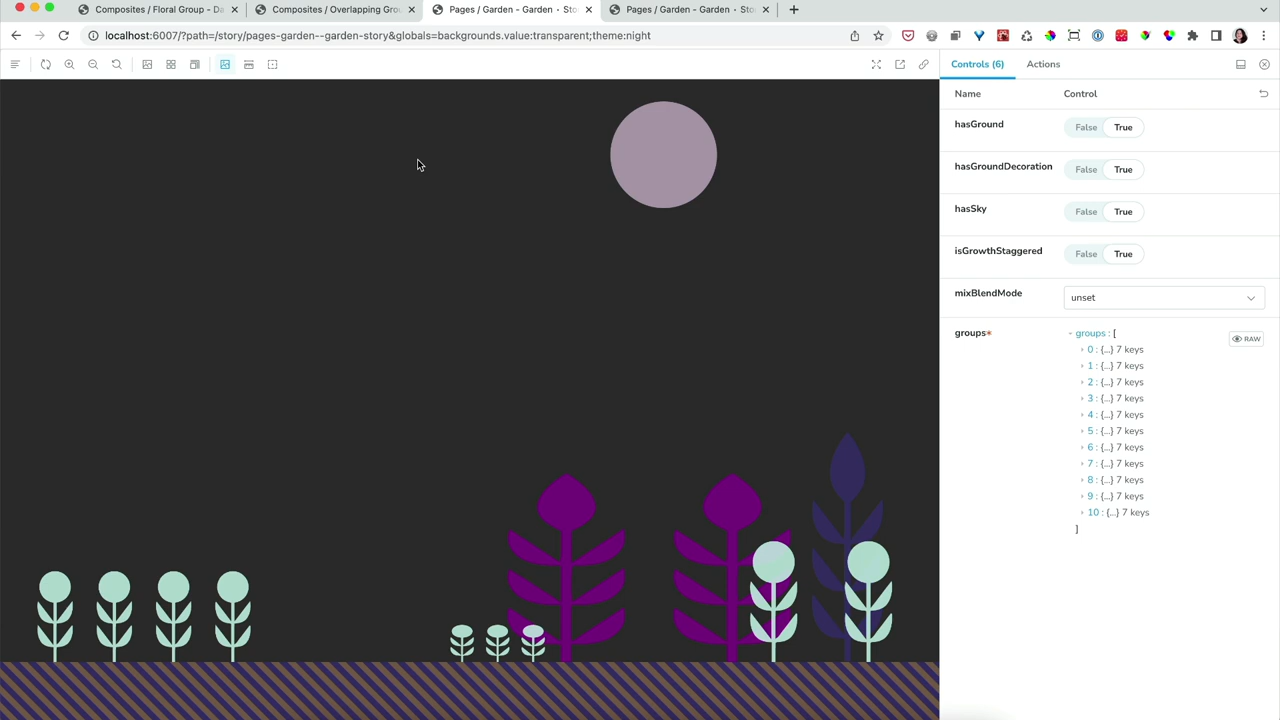 Composites / Floral Group - Da
Composites / Overlapping Grou
Pages / Garden - Garden - Sto
Pages / Garden - Garden - Sto
localhost:6007/?path=/story/pages-garden--garden-story&globals=backgrounds.value:transparent;theme:night
Controls (6)
Actions
Name
Control
hasGround
False
True
hasGroundDecoration
False
True
hasSky
False
True
isGrowthStaggered
False
True
mixBlendMode
unset
groups*
- groups : [
RAW
0 : {...} 7 keys
1 : {...} 7 keys
2 : {...} 7 keys
3 : {...} 7 keys
4 : {...} 7 keys
5 : {...} 7 keys
6 : {...} 7 keys
7 : {...} 7 keys
8 : {...} 7 keys
9 : {...} 7 keys
10 : {...} 7 keys
]